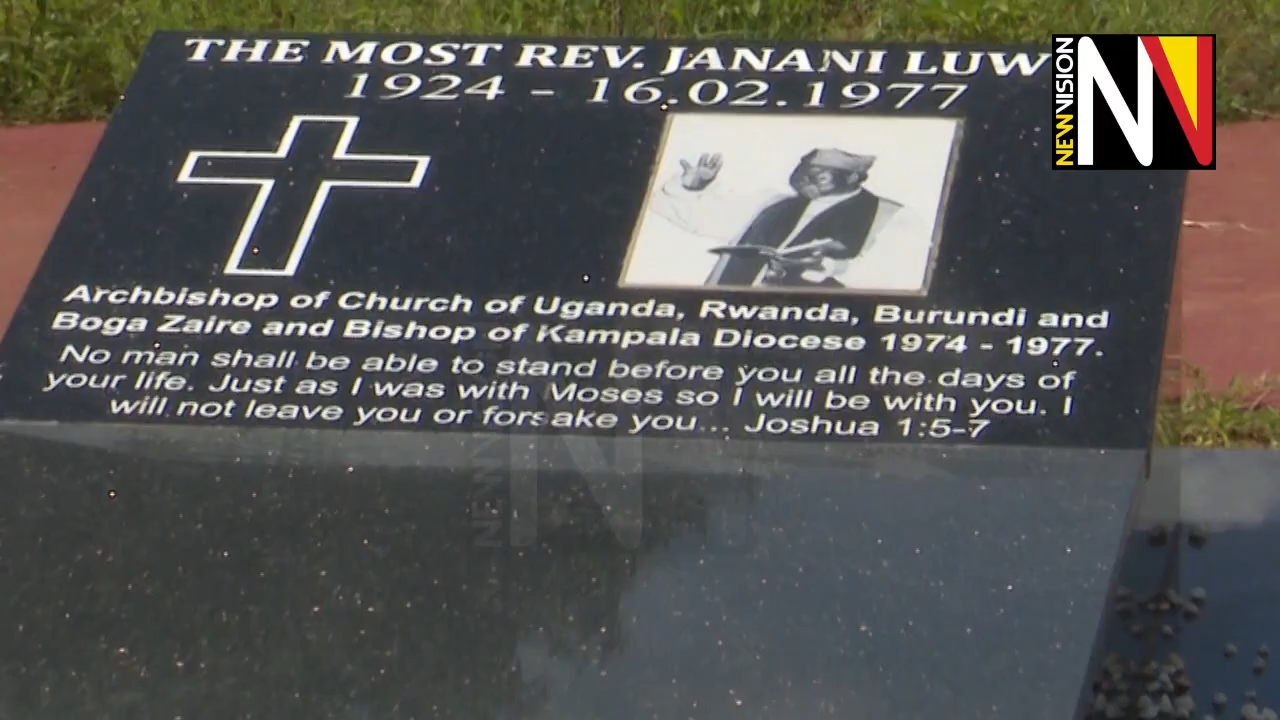 THE MOST REV. JANANI LUW
1924 - 16.02.1977
Archbishop of Church of Uganda, Rwanda, Burundi and
Boga Zaire and Bishop of Kampala Diocese 1974 - 1977.
No man shall be able to stand before you all the days of
your life. Just as I was with Moses so I will be with you. I
will not leave you or forsake you... Joshua 1:5-7
NEW VISION
N
NEW
N